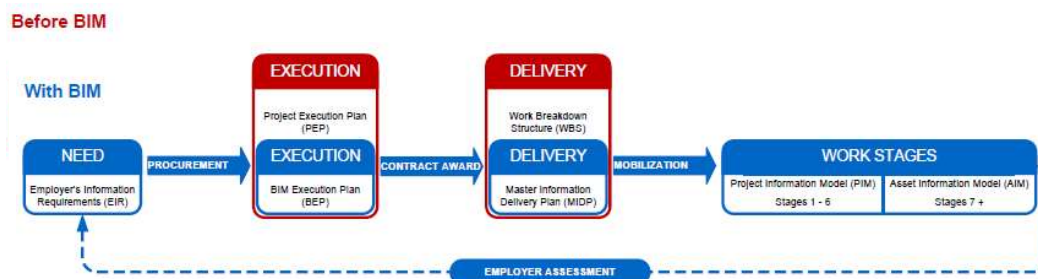 Before BIM
With BIM
EXECUTION
Project Execution Plan
(PEP)
DELIVERY
Work Breakdown
Structure (WBS)
NEED
Employer's Information
Requirements (EIR)
PROCUREMENT
EXECUTION
BIM Execution Plan
(BEP)
CONTRACT AWARD
DELIVERY
Master Information
Delivery Plan (MIDP)
MOBILIZATION
WORK STAGES
Project Information Model (PIM)
Stages 1 - 6
Asset Information Model (AIM)
Stages 7 +
EMPLOYER ASSESSMENT